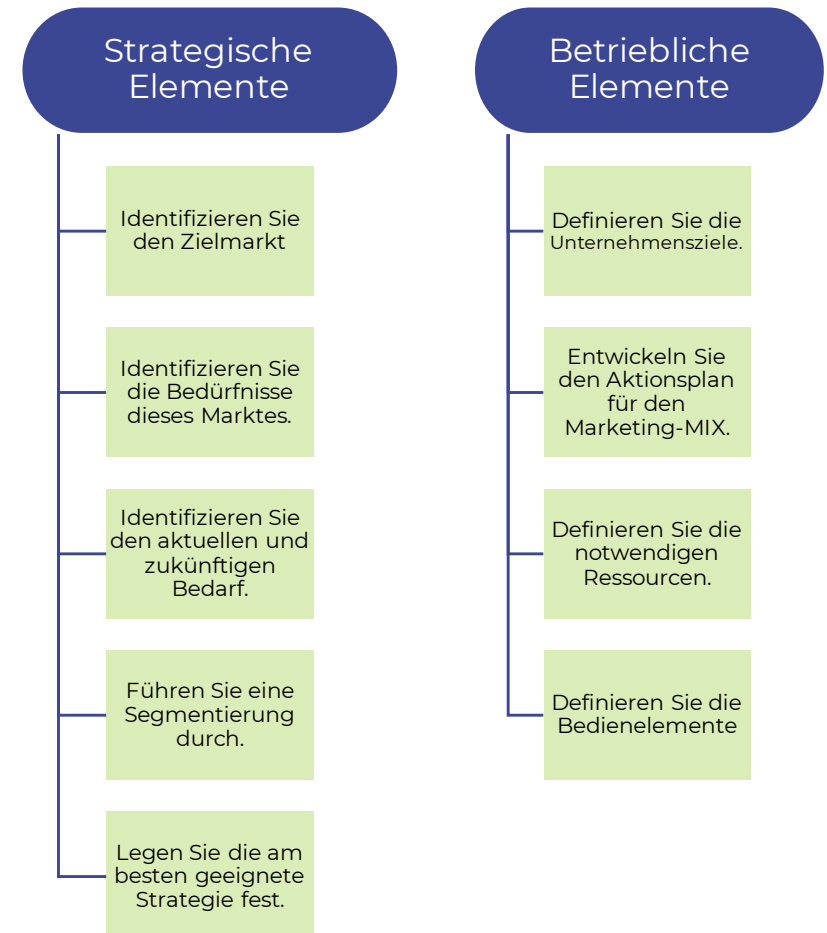 Strategische
Elemente
Identifizieren Sie
den Zielmarkt
Identifizieren Sie
die Bedürfnisse
dieses Marktes.
Identifizieren Sie
den aktuellen und
zukünftigen
Bedarf.
Führen Sie eine
Segmentierung
durch.
Legen Sie die am
besten geeignete
Strategie fest.
Betriebliche
Elemente
Definieren Sie die
Unternehmensziele.
Entwickeln Sie
den Aktionsplan
für den
Marketing-MIX.
Definieren Sie die
notwendigen
Ressourcen.
Definieren Sie die
Bedienelemente